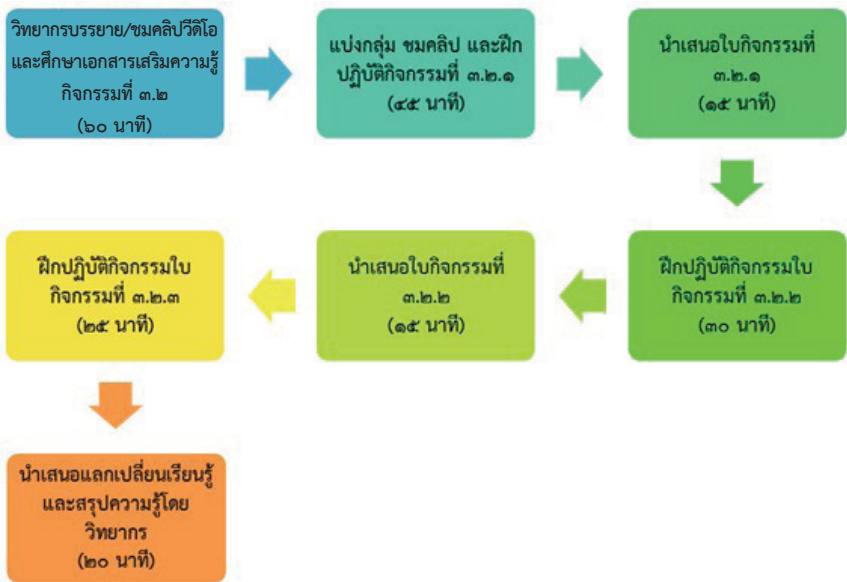 วิทยากรบรรยาย/ชมคลิปวีดิโอ
และศึกษาเอกสารเสริมความรู้
กิจกรรมที่ ๓.๒
(๖๐ นาที)
แบ่งกลุ่ม ชมคลิป และฝึก
ปฏิบัติกิจกรรมที่ ๓.๒.๑
(๔๕ นาที)
นำเสนอใบกิจกรรมที่
๓.๒.๑
(๑๕ นาที)
ฝึกปฏิบัติกิจกรรมใบ
กิจกรรมที่ ๓.๒.๒
(๓๐ นาที)
นำเสนอใบกิจกรรมที่
๓.๒.๒
(๑๕ นาที)
ฝึกปฏิบัติกิจกรรมใบ
กิจกรรมที่ ๓.๒.๓
(๒๕ นาที)
นำเสนอแลกเปลี่ยนเรียนรู้
และสรุปความรู้โดย
วิทยากร
(๒๐ นาที)